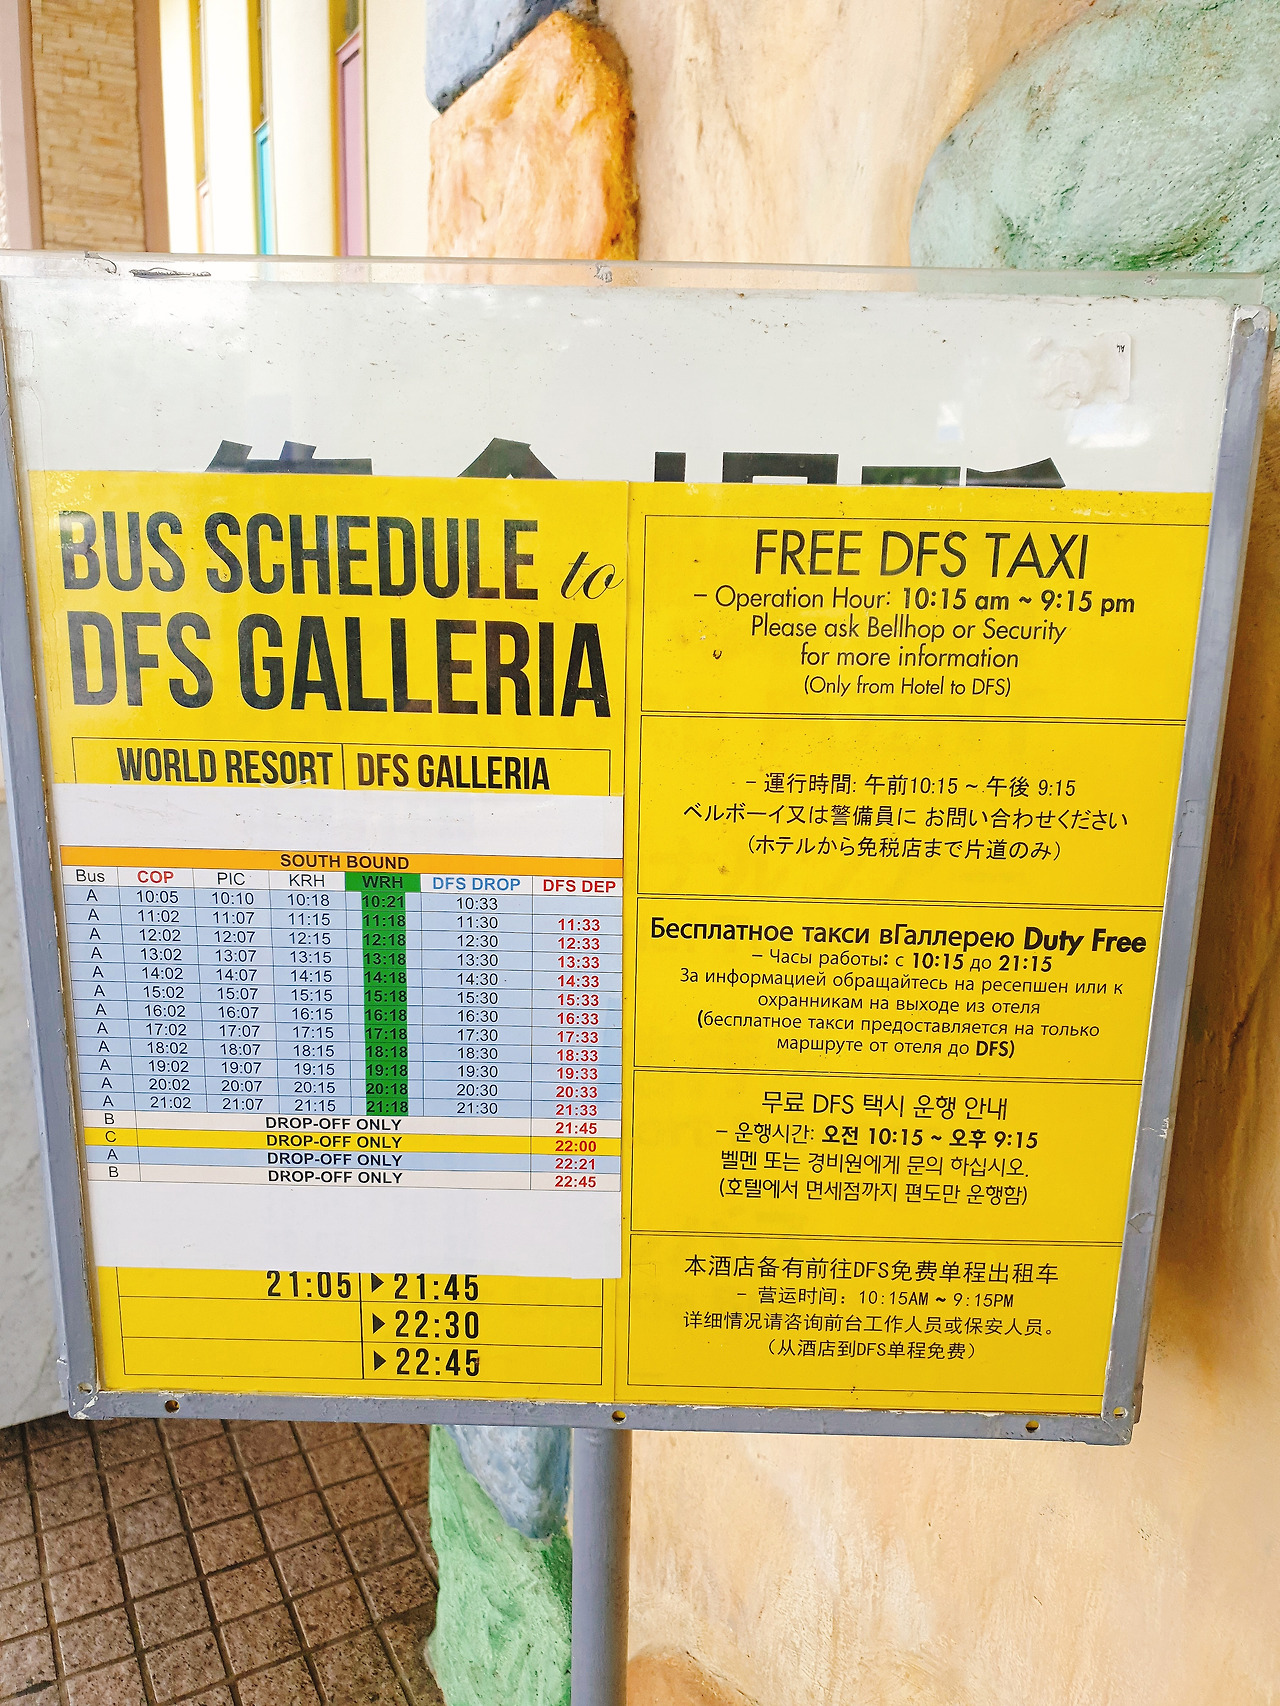 BUS SCHEDULE to
DFS GALLERIA
WORLD RESORT DFS GALLERIA
SOUTH BOUND
Bus COP PIC KRH WRH DFS DROP DFS DEP
A 10:05 10:10 10:18 10:21 10:33
A 11:02 11:07 11:15 11:18 11:30 11:33
A 12:02 12:07 12:15 12:18 12:30 12:33
A 13:02 13:07 13:15 13:18 13:30 13:33
A 14:02 14:07 14:15 14:18 14:30 14:33
A 15:02 15:07 15:15 15:18 15:30 15:33
A 16:02 16:07 16:15 16:18 16:30 16:33
A 17:02 17:07 17:15 17:18 17:30 17:33
A 18:02 18:07 18:15 18:18 18:30 18:33
A 19:02 19:07 19:15 19:18 19:30 19:33
A 20:02 20:07 20:15 20:18 20:30 20:33
A 21:02 21:07 21:15 21:18 21:30 21:33
B DROP-OFF ONLY 21:45
C DROP-OFF ONLY 22:00
A DROP-OFF ONLY 22:21
B DROP-OFF ONLY 22:45
21:05 ▶ 21:45
▶ 22:30
▶ 22:45
FREE DFS TAXI
– Operation Hour: 10:15 am ~ 9:15 pm
Please ask Bellhop or Security
for more information
(Only from Hotel to DFS)
– 運行時間: 午前10:15 ~ 午後 9:15
ベルボーイ又は警備員に お問い合わせください
(ホテルから免税店まで片道のみ)
Бесплатное такси вГаллерею Duty Free
– Часы работы: с 10:15 до 21:15
За информацией обращайтесь на ресепшен или к
охранникам на выходе из отеля
(бесплатное такси предоставляется на только
маршруте от отеля до DFS)
무료 DFS 택시 운행 안내
– 운행시간: 오전 10:15 ~ 오후 9:15
벨멘 또는 경비원에게 문의 하십시오.
(호텔에서 면세점까지 편도만 운행함)
本酒店备有前往DFS免费单程出租车
– 营运时间: 10:15AM ~ 9:15PM
详细情况请咨询前台工作人员或保安人员。
(从酒店到DFS单程免费)